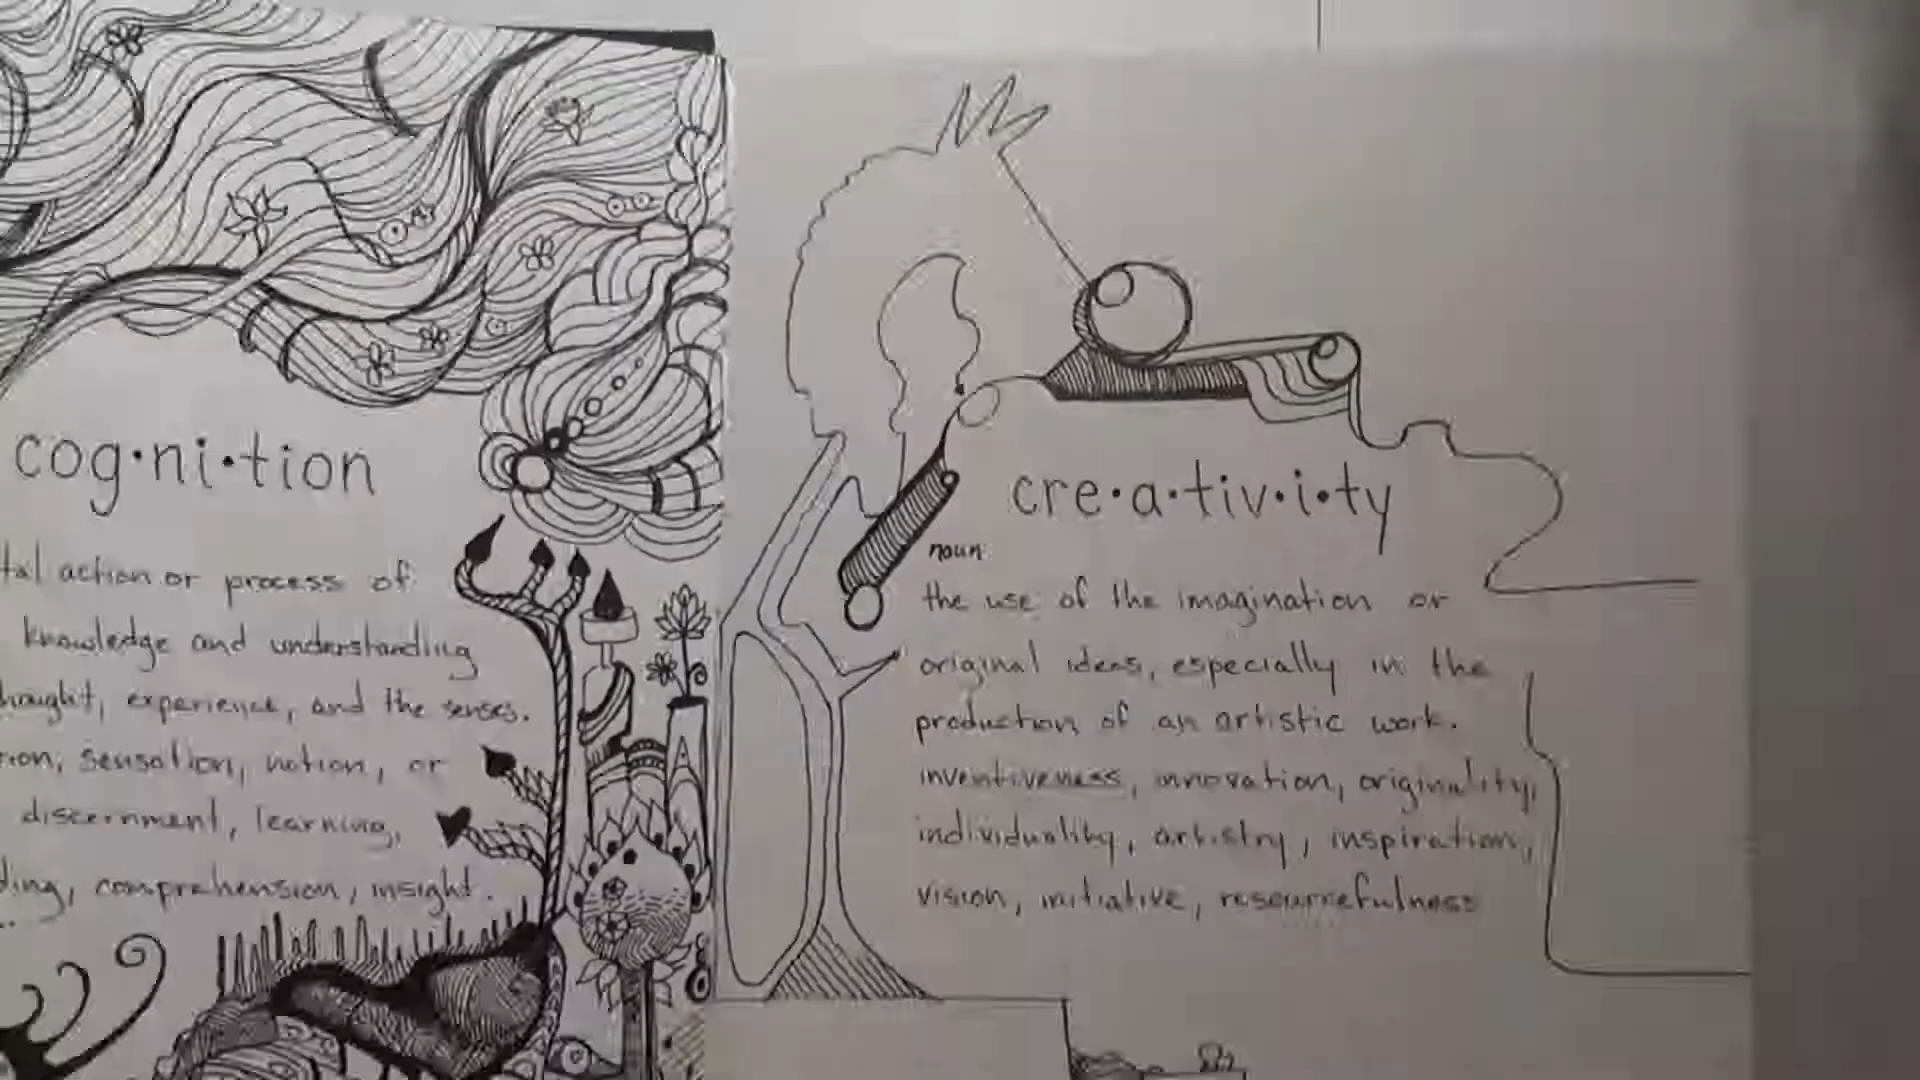 cog·ni·tion
tal action or process of
knowledge and understanding
thought, experience, and the senses.
tion, sensation, notion, or
discernment, learning,
ding, comprehension, insight.
cre·a·tiv·i·ty
noun
the use of the imagination or
original ideas, especially in the
production of an artistic work.
inventiveness, innovation, originality,
individuality, artistry, inspiration,
vision, initiative, resourcefulness